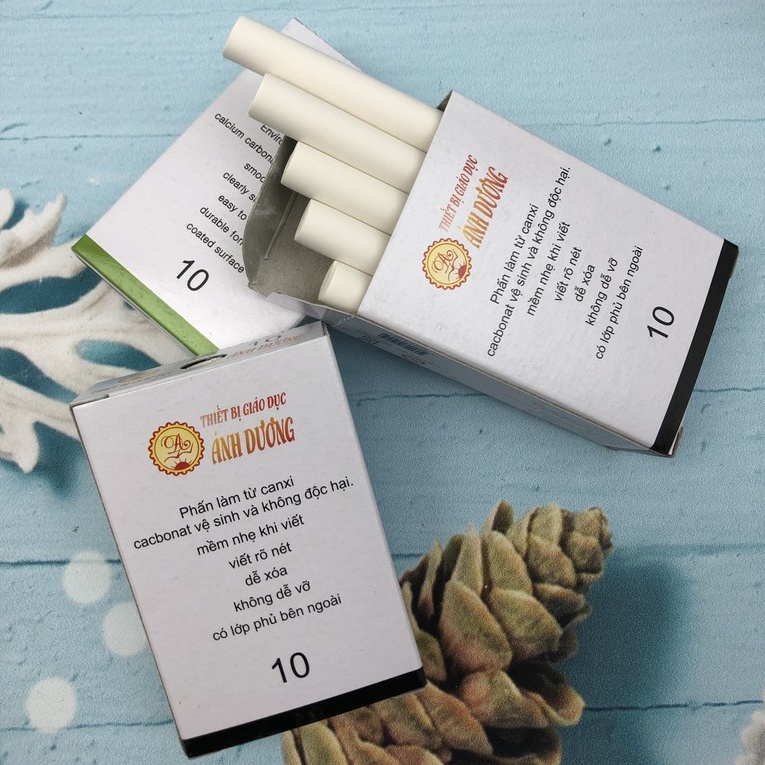 calcium
clearly
easy to
coated surface
10
THIẾT BỊ GIÁO DỤC
ÁNH DƯƠNG
Phấn làm từ canxi
cacbonat vệ sinh và không độc hại.
mềm nhẹ khi viết
viết rõ nét
dễ xóa
không dễ vỡ
có lớp phủ bên ngoài
10
10
ÁNH DƯƠNG
THIẾT BỊ GIÁO DỤC
ÁNH DƯƠNG
Phấn làm từ canxi
cacbonat vệ sinh và không độc hại.
mềm nhẹ khi viết
viết rõ nét
dễ xóa
không dễ vỡ
có lớp phủ bên ngoài
10